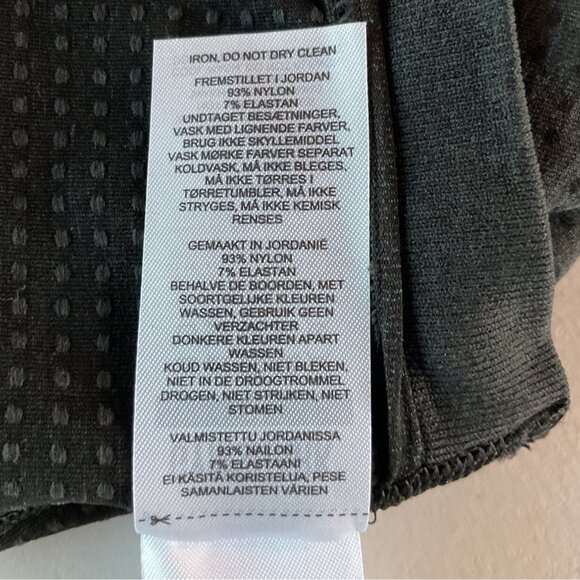 IRON, DO NOT DRY CLEAN
FREMSTILLET I JORDAN
93% NYLON
7% ELASTAN
UNDTAGET BESÆTNINGER,
VASK MED LIGNENDE FARVER,
BRUG IKKE SKYLLEMIDDEL
VASK MØRKE FARVER SEPARAT
KOLDVASK, MÅ IKKE BLEGES,
MÅ IKKE TØRRES I
TØRRETUMBLER, MÅ IKKE
STRYGES, MÅ IKKE KEMISK
RENSES
GEMAAKT IN JORDANIË
93% NYLON
7% ELASTAN
BEHALVE DE BOORDEN, MET
SOORTGELIJKE KLEUREN
WASSEN, GEBRUIK GEEN
VERZACHTER
DONKERE KLEUREN APART
WASSEN
KOUD WASSEN, NIET BLEKEN,
NIET IN DE DROOGTROMMEL
DROGEN, NIET STRIJKEN, NIET
STOMEN
VALMISTETTU JORDANISSA
93% NAILON
7% ELASTAANI
EI KÄSITÄ KORISTELUA, PESE
SAMANLAISTEN VÄRIEN